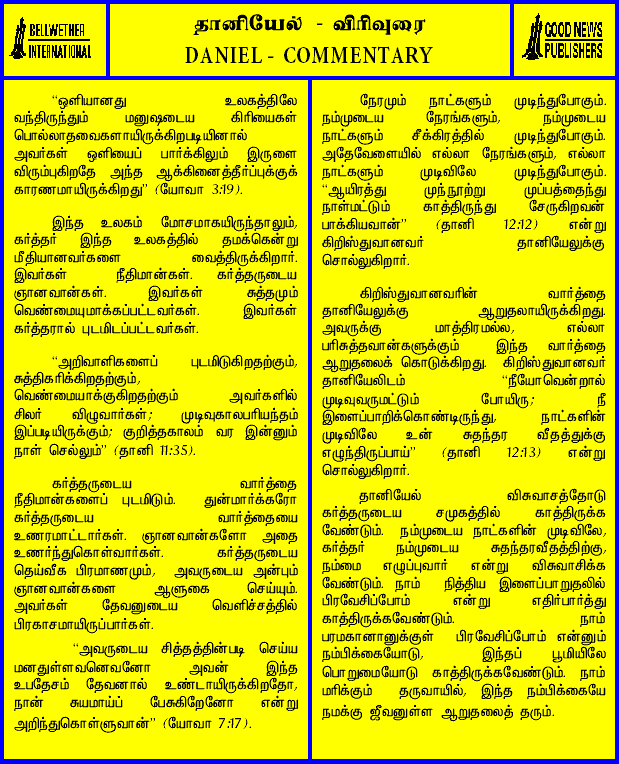 BELLWETHER
INTERNATIONAL
தானியேல் - விரிவுரை
DANIEL - COMMENTARY
GOOD NEWS
PUBLISHERS
“ஒளியானது உலகத்திலே
வந்திருந்தும் மனுஷடைய கிரியைகள்
பொல்லாதவைகளாயிருக்கிறபடியினால்
அவர்கள் ஒளியைப் பார்க்கிலும் இருளை
விரும்புகிறதே அந்த ஆக்கினைத்தீர்ப்புக்குக்
காரணமாயிருக்கிறது” (யோவா 3:19).
இந்த உலகம் மோசமாகயிருந்தாலும்,
கர்த்தர் இந்த உலகத்தில் தமக்கென்று
மீதியானவர்களை வைத்திருக்கிறார்.
இவர்கள் நீதிமான்கள். கர்த்தருடைய
ஞானவான்கள். இவர்கள் சுத்தமும்
வெண்மையுமாக்கப்பட்டவர்கள். இவர்கள்
கர்த்தரால் புடமிடப்பட்டவர்கள்.
“அறிவாளிகளைப் புடமிடுகிறதற்கும்,
சுத்திகரிக்கிறதற்கும்,
வெண்மையாக்குகிறதற்கும் அவர்களில்
சிலர் விழுவார்கள்; முடிவுகாலபரியந்தம்
இப்படியிருக்கும்; குறித்தகாலம் வர இன்னும்
நாள் செல்லும்” (தானி 11:35).
கர்த்தருடைய வார்த்தை
நீதிமான்களைப் புடமிடும். துன்மார்க்கரோ
கர்த்தருடைய வார்த்தையை
உணரமாட்டார்கள். ஞானவான்களோ அதை
உணர்ந்துகொள்வார்கள். கர்த்தருடைய
தெய்வீக பிரமாணமும், அவருடைய அன்பும்
ஞானவான்களை ஆளுகை செய்யும்.
அவர்கள் தேவனுடைய வெளிச்சத்தில்
பிரகாசமாயிருப்பார்கள்.
“அவருடைய சித்தத்தின்படி செய்ய
மனதுள்ளவனெவனோ அவன் இந்த
உபதேசம் தேவனால் உண்டாயிருக்கிறதோ,
நான் சுயமாய்ப் பேசுகிறேனோ என்று
அறிந்துகொள்ளுவான்” (யோவா 7:17).
நேரமும் நாட்களும் முடிந்துபோகும்.
நம்முடைய நேரங்களும், நம்முடைய
நாட்களும் சீக்கிரத்தில் முடிந்துபோகும்.
அதேவேளையில் எல்லா நேரங்களும், எல்லா
நாட்களும் முடிவிலே முடிந்துபோகும்.
“ஆயிரத்து முந்நூற்று முப்பத்தைந்து
நாள்மட்டும் காத்திருந்து சேருகிறவன்
பாக்கியவான்” (தானி 12:12) என்று
கிறிஸ்துவானவர் தானியேலுக்கு
சொல்லுகிறார்.
கிறிஸ்துவானவரின் வார்த்தை
தானியேலுக்கு ஆறுதலாயிருக்கிறது.
அவருக்கு மாத்திரமல்ல, எல்லா
பரிசுத்தவான்களுக்கும் இந்த வார்த்தை
ஆறுதலைக் கொடுக்கிறது. கிறிஸ்துவானவர்
தானியேலிடம் “நீயோவென்றால்
முடிவுவருமட்டும் போயிரு; நீ
இளைப்பாறிக்கொண்டிருந்து, நாட்களின்
முடிவிலே உன் சுதந்தர வீதத்துக்கு
எழுந்திருப்பாய்” (தானி 12:13) என்று
சொல்லுகிறார்.
தானியேல் விசுவாசத்தோடு
கர்த்தருடைய சமுகத்தில் காத்திருக்க
வேண்டும். நம்முடைய நாட்களின் முடிவிலே,
கர்த்தர் நம்முடைய சுதந்தரவீதத்திற்கு,
நம்மை எழுப்புவார் என்று விசுவாசிக்க
வேண்டும். நாம் நித்திய இளைப்பாறுதலில்
பிரவேசிப்போம் என்று எதிர்பார்த்து
காத்திருக்கவேண்டும். நாம்
பரமகானானுக்குள் பிரவேசிப்போம் என்னும்
நம்பிக்கையோடு, இந்தப் பூமியிலே
பொறுமையோடு காத்திருக்கவேண்டும். நாம்
மரிக்கும் தருவாயில், இந்த நம்பிக்கையே
நமக்கு ஜீவனுள்ள ஆறுதலைத் தரும்.